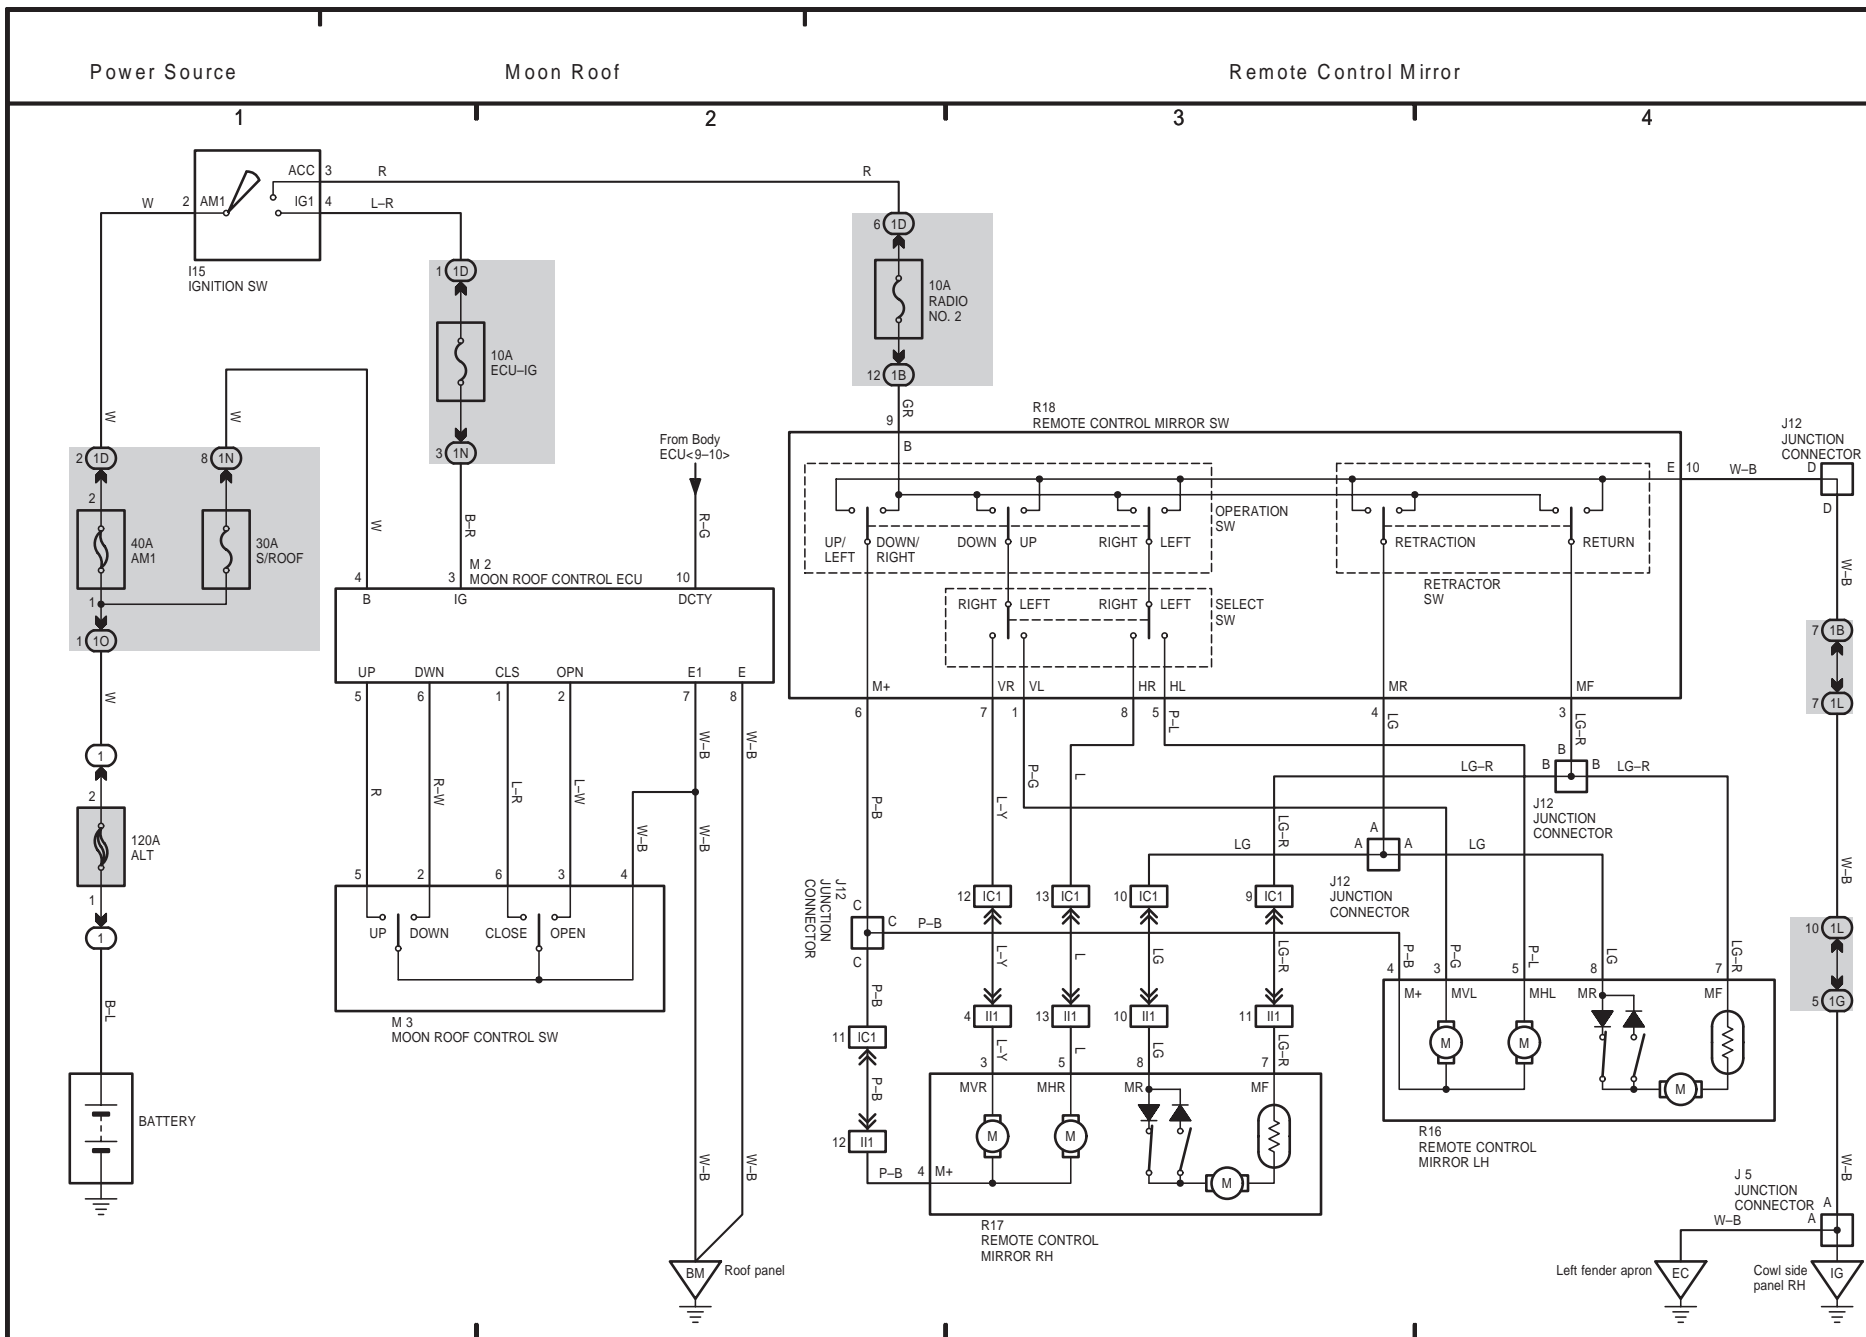 Power Source
Moon Roof
Remote Control Mirror
1
2
3
4
ACC 3
R
R
W
2 AM1
IG1 4
L–R
I15
IGNITION SW
6 1D
10A
RADIO
NO. 2
12 1B
GR
1 1D
10A
ECU–IG
3 1N
B–R
W
W
2 1D
8 1N
2
40A
AM1
30A
S/ROOF
1
1 1O
W
W
1
2
120A
ALT
1
1
B–L
BATTERY
From Body
ECU<9–10>
R–G
M 2
MOON ROOF CONTROL ECU
4
3
10
B
IG
DCTY
UP
DWN
CLS
OPN
E1
E
5
6
1
2
7
8
R
R–W
L–R
L–W
W–B
W–B
W–B
W–B
5
2
6
3
4
UP
DOWN
CLOSE
OPEN
M 3
MOON ROOF CONTROL SW
W–B
W–B
BM
Roof panel
R18
REMOTE CONTROL MIRROR SW
9
B
E 10
W–B
J12
JUNCTION
CONNECTOR
D
D
OPERATION
SW
UP/
LEFT
DOWN/
RIGHT
DOWN
UP
RIGHT
LEFT
RETRACTION
RETURN
RETRACTOR
SW
RIGHT
LEFT
RIGHT
LEFT
SELECT
SW
M+
VR
VL
HR
HL
MR
MF
6
7
1
8
5
4
3
P–L
LG
LG–R
P–G
L
L–Y
P–B
B
B
B
LG–R
LG–R
J12
JUNCTION
CONNECTOR
LG–R
A
A
A
LG
LG
J12
JUNCTION
CONNECTOR
J12
JUNCTION
CONNECTOR
C
C
C
P–B
12 IC1
13 IC1
10 IC1
9 IC1
L–Y
L
LG
LG–R
P–B
11 IC1
P–B
12 II1
P–B
4 II1
13 II1
10 II1
11 II1
L–Y
L
LG
LG–R
3
5
8
7
4 M+
MVR
MHR
MR
MF
M
M
M
R17
REMOTE CONTROL
MIRROR RH
P–B
P–G
P–L
LG
LG–R
4
3
5
8
7
M+
MVL
MHL
MR
MF
M
M
M
R16
REMOTE CONTROL
MIRROR LH
W–B
7 1B
7 1L
W–B
10 1L
5 1G
W–B
J 5
JUNCTION
CONNECTOR
A
A
W–B
Left fender apron
EC
Cowl side
panel RH
IG